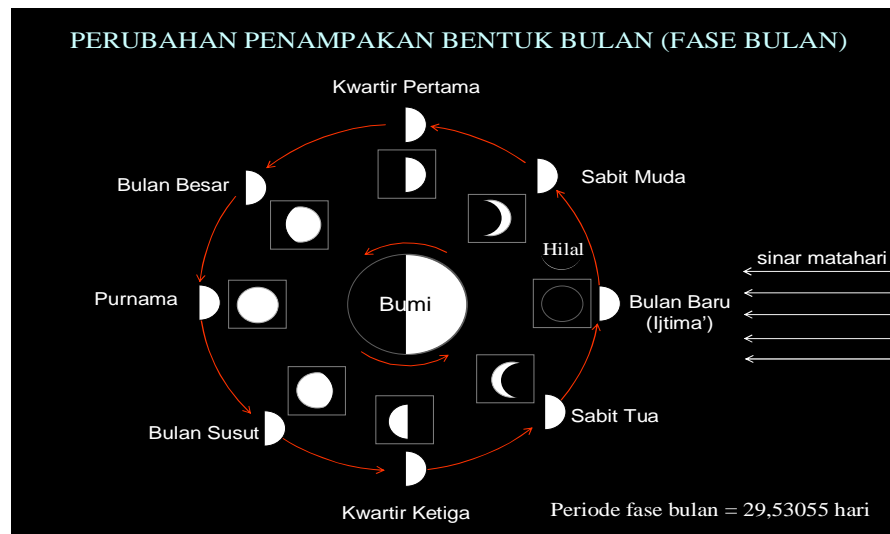 PERUBAHAN PENAMPAKAN BENTUK BULAN (FASE BULAN)
Kwartir Pertama
Bulan Besar
Sabit Muda
Hilal
sinar matahari
Purnama
Bumi
Bulan Baru
(Ijtima’)
Bulan Susut
Sabit Tua
Kwartir Ketiga
Periode fase bulan = 29,53055 hari